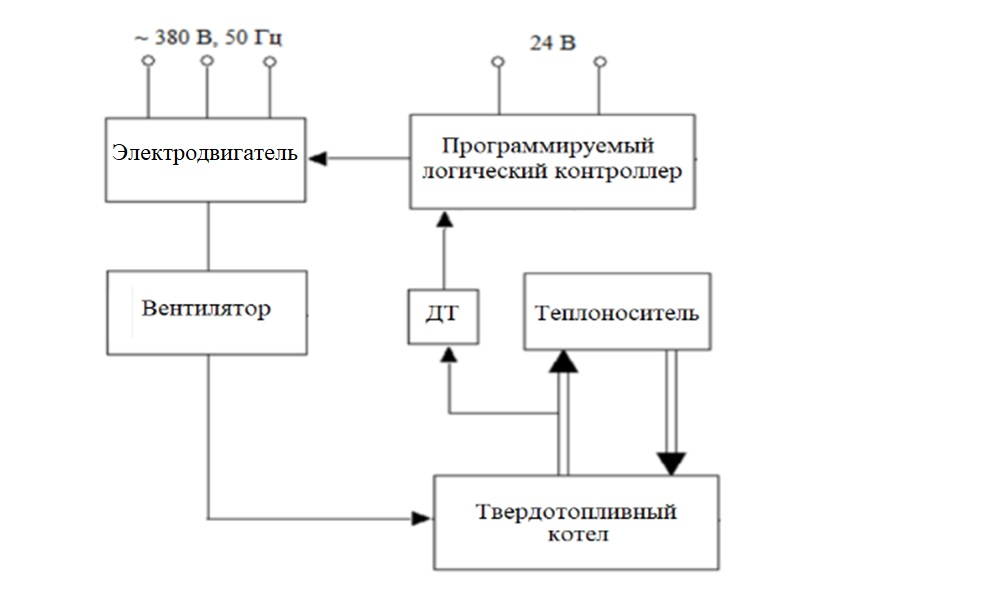 ~ 380 В, 50 Гц
24 В
Электродвигатель
Программируемый
логический контроллер
Вентилятор
ДТ
Теплоноситель
Твердотопливный
котел